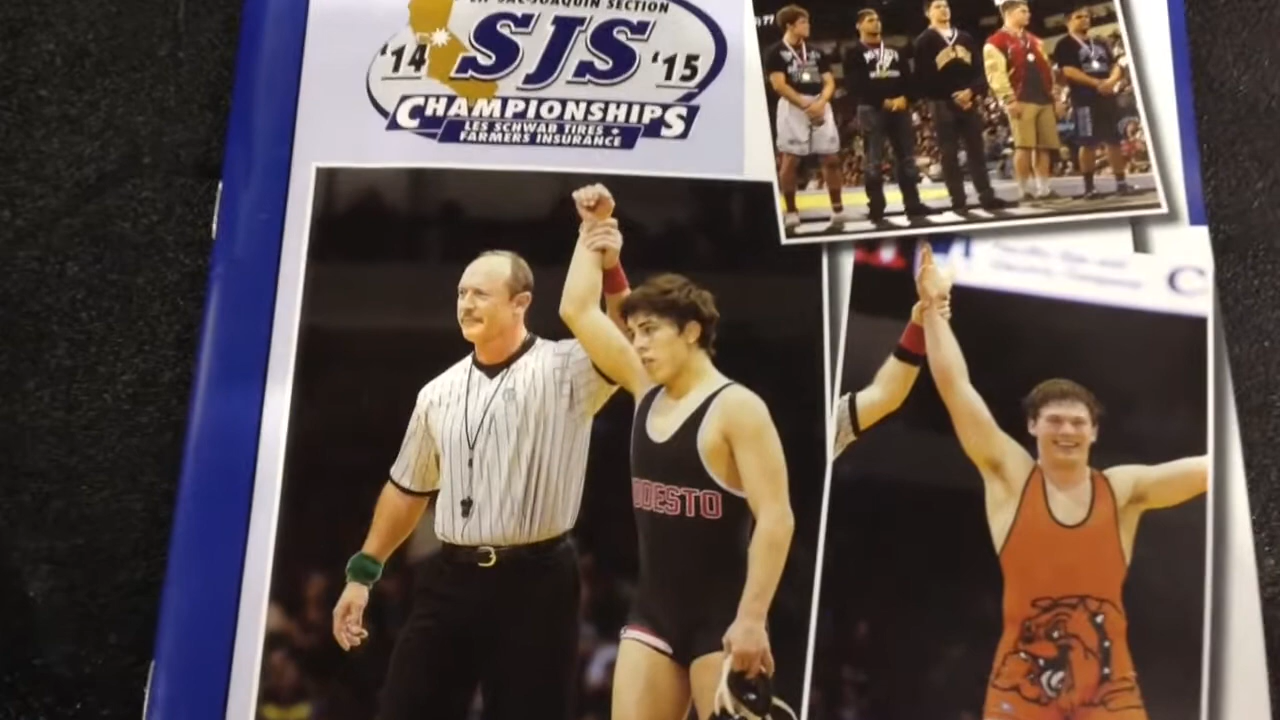 SAC-JOAQUIN SECTION
'14 SJS '15
CHAMPIONSHIPS
LES SCHWAB TIRES •
FARMERS INSURANCE
ODESTO
C